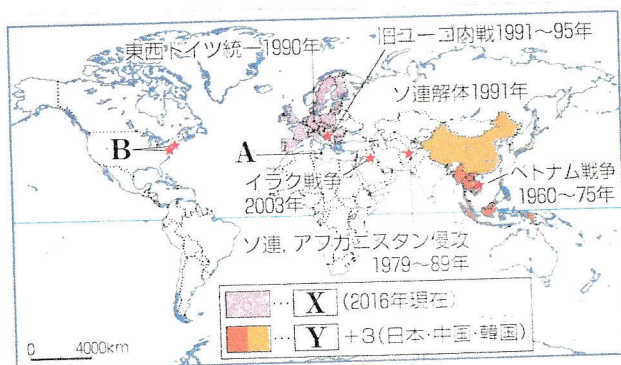 東西ドイツ統一1990年
旧ユーゴ内戦1991〜95年
ソ連解体1991年
B
A
イラク戦争
2003年
ベトナム戦争
1960〜75年
ソ連,アフガニスタン侵攻
1979〜89年
… X (2016年現在)
… Y +3(日本・中国・韓国)
0 4000km